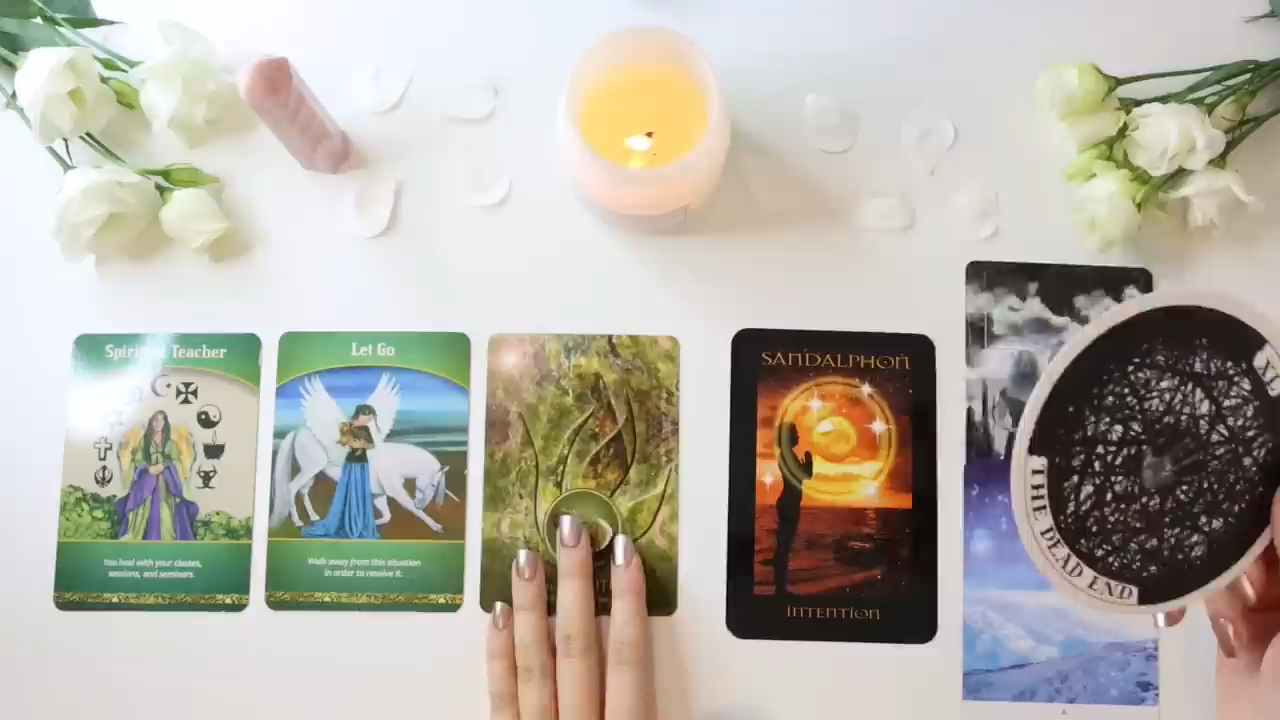 Spiritual Teacher
You heal with your classes,
sessions, and seminars.
Let Go
Walk away from this situation
in order to resolve it.
SANDALPHON
INTENTION
THE DEAD END